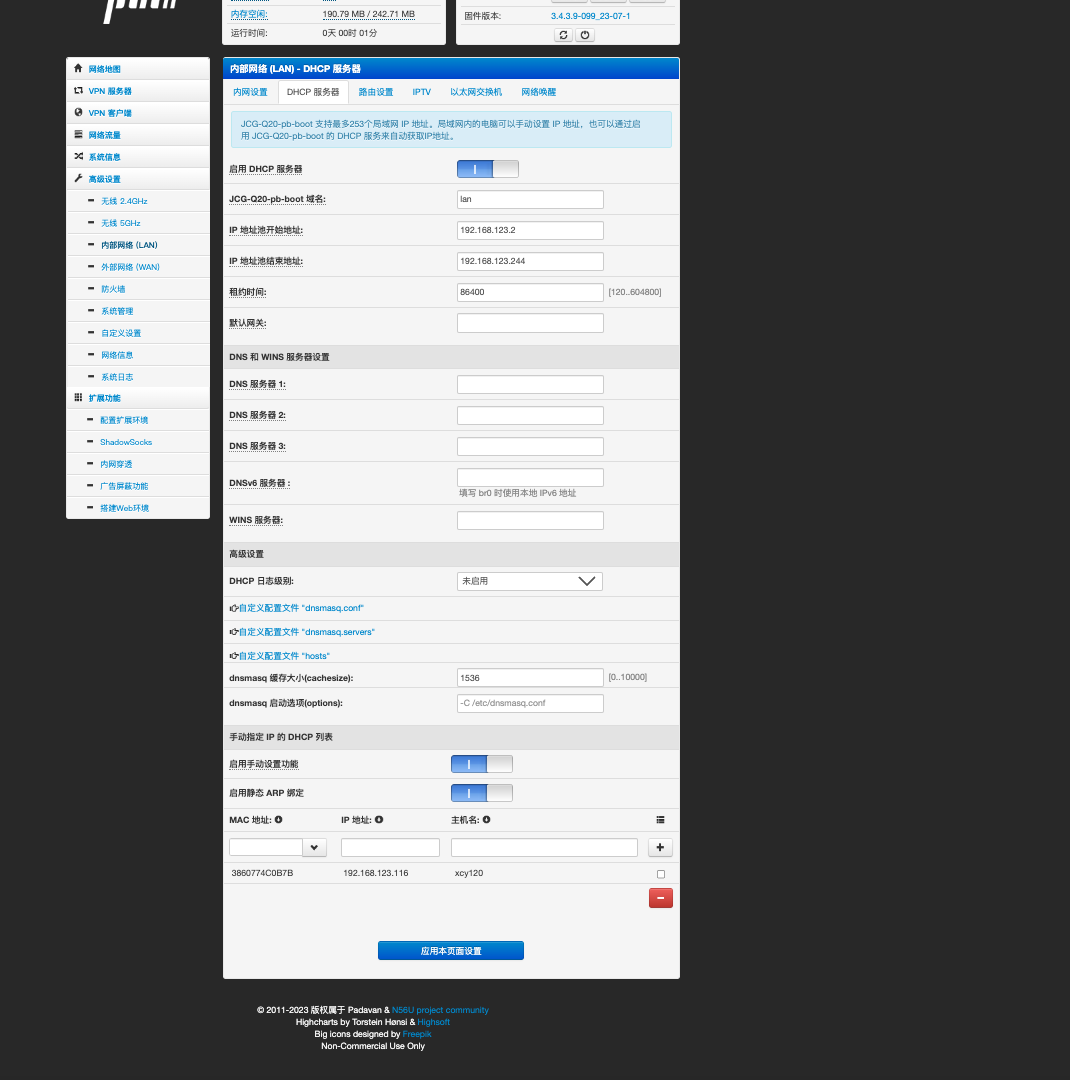 内存空闲:
190.79 MB / 242.71 MB
运行时间:
0天 00时 01分
固件版本:
3.4.3.9-099_23-07-1
网络地图
VPN 服务器
VPN 客户端
网络流量
系统信息
高级设置
无线 2.4GHz
无线 5GHz
内部网络 (LAN)
外部网络 (WAN)
防火墙
系统管理
自定义设置
网络信息
系统日志
扩展功能
配置扩展环境
ShadowSocks
内网穿透
广告屏蔽功能
搭建Web环境
内部网络 (LAN) - DHCP 服务器
内网设置
DHCP 服务器
路由设置
IPTV
以太网交换机
网络唤醒
JCG-Q20-pb-boot 支持最多253个局域网 IP 地址。局域网内的电脑可以手动设置 IP 地址，也可以通过启
用 JCG-Q20-pb-boot 的 DHCP 服务来自动获取IP地址。
启用 DHCP 服务器
JCG-Q20-pb-boot 域名:
lan
IP 地址池开始地址:
192.168.123.2
IP 地址池结束地址:
192.168.123.244
租约时间:
86400
[120..604800]
默认网关:
DNS 和 WINS 服务器设置
DNS 服务器 1:
DNS 服务器 2:
DNS 服务器 3:
DNSv6 服务器 :
填写 br0 时使用本地 IPv6 地址
WINS 服务器:
高级设置
DHCP 日志级别:
未启用
自定义配置文件 "dnsmasq.conf"
自定义配置文件 "dnsmasq.servers"
自定义配置文件 "hosts"
dnsmasq 缓存大小(cachesize):
1536
[0..10000]
dnsmasq 启动选项(options):
-C /etc/dnsmasq.conf
手动指定 IP 的 DHCP 列表
启用手动设置功能
启用静态 ARP 绑定
MAC 地址:
IP 地址:
主机名:
3860774C0B7B
192.168.123.116
xcy120
应用本页面设置
© 2011-2023 版权属于 Padavan & N56U project community
Highcharts by Torstein Hønsi & Highsoft
Big icons designed by Freepik
Non-Commercial Use Only